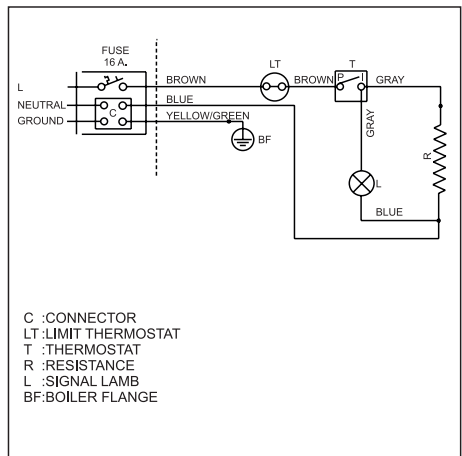 FUSE
16 A.
LT
T
L
BROWN
BROWN
P
I
GRAY
NEUTRAL
C
BLUE
GROUND
YELLOW/GREEN
BF
GRAY
R
L
BLUE
C :CONNECTOR
LT:LIMIT THERMOSTAT
T :THERMOSTAT
R :RESISTANCE
L :SIGNAL LAMB
BF:BOILER FLANGE